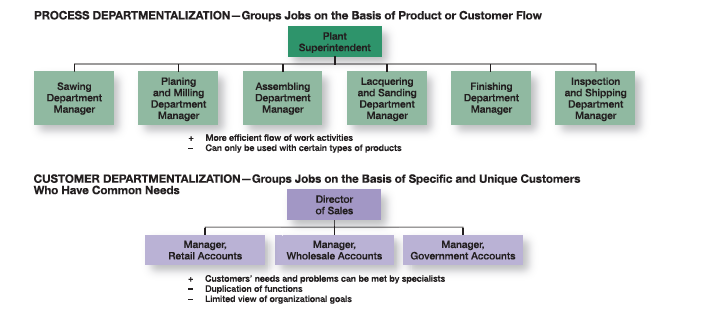 PROCESS DEPARTMENTALIZATION—Groups Jobs on the Basis of Product or Customer Flow
Plant
Superintendent
Sawing
Department
Manager
Planing
and Milling
Department
Manager
Assembling
Department
Manager
Lacquering
and Sanding
Department
Manager
Finishing
Department
Manager
Inspection
and Shipping
Department
Manager
+ More efficient flow of work activities
– Can only be used with certain types of products
CUSTOMER DEPARTMENTALIZATION—Groups Jobs on the Basis of Specific and Unique Customers
Who Have Common Needs
Director
of Sales
Manager,
Retail Accounts
Manager,
Wholesale Accounts
Manager,
Government Accounts
+ Customers' needs and problems can be met by specialists
– Duplication of functions
– Limited view of organizational goals